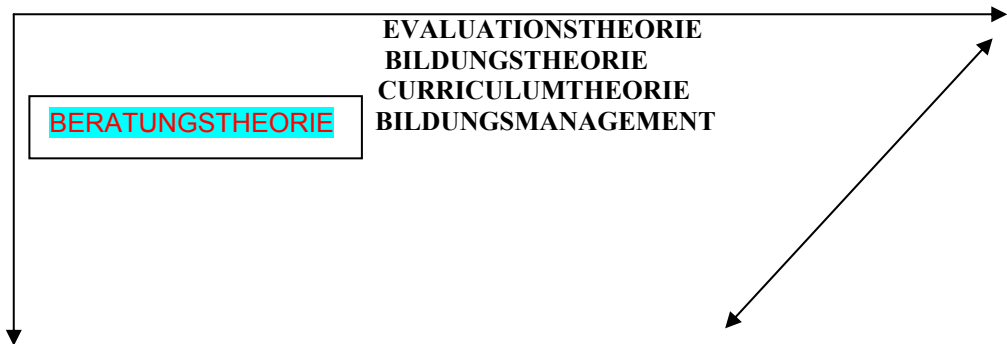 EVALUATIONSTHEORIE
BILDUNGSTHEORIE
CURRICULUMTHEORIE
BERATUNGSTHEORIE BILDUNGSMANAGEMENT